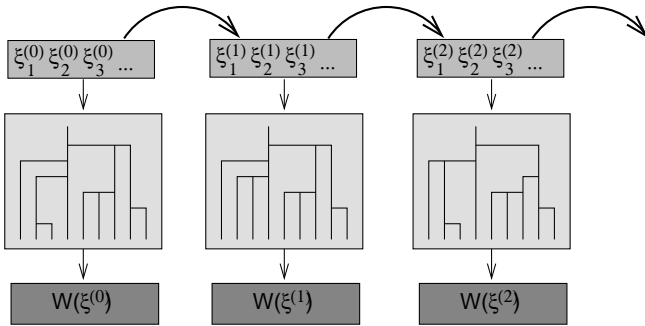 ξ₁⁽⁰⁾ ξ₂⁽⁰⁾ ξ₃⁽⁰⁾ ...
ξ₁⁽¹⁾ ξ₂⁽¹⁾ ξ₃⁽¹⁾ ...
ξ₁⁽²⁾ ξ₂⁽²⁾ ξ₃⁽²⁾ ...
W(ξ⁽⁰⁾)
W(ξ⁽¹⁾)
W(ξ⁽²⁾)